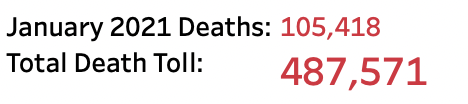 January 2021 Deaths: 105,418
Total Death Toll: 487,571